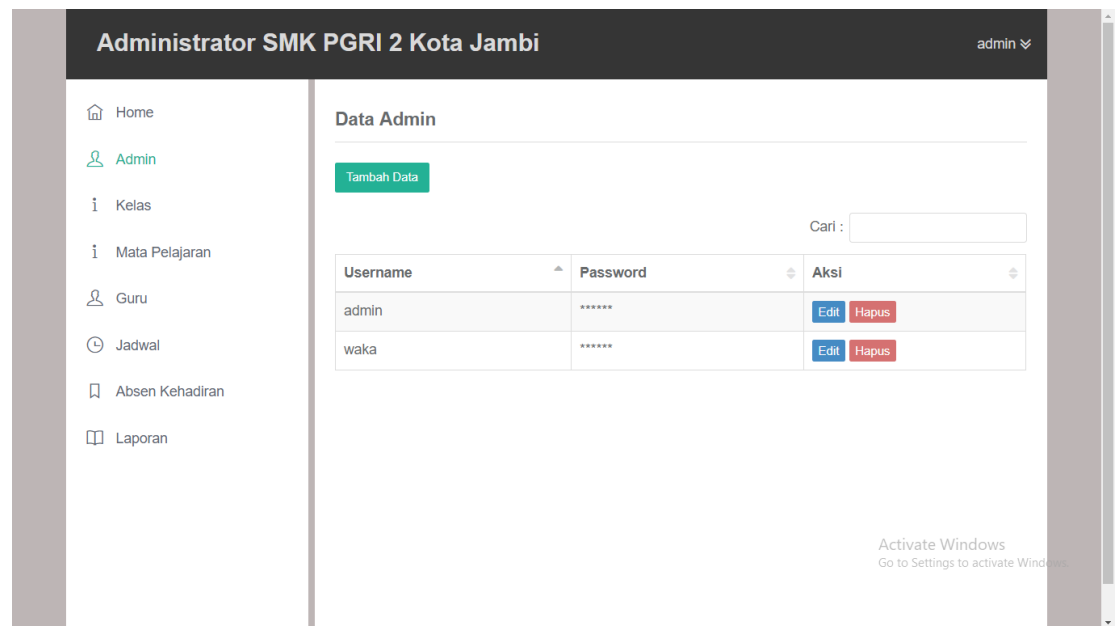 Administrator SMK PGRI 2 Kota Jambi
admin
Home
Admin
Kelas
Mata Pelajaran
Guru
Jadwal
Absen Kehadiran
Laporan
Data Admin
Tambah Data
Cari :
Username Password Aksi
admin ****** Edit Hapus
waka ****** Edit Hapus
Activate Windows
Go to Settings to activate Windows.